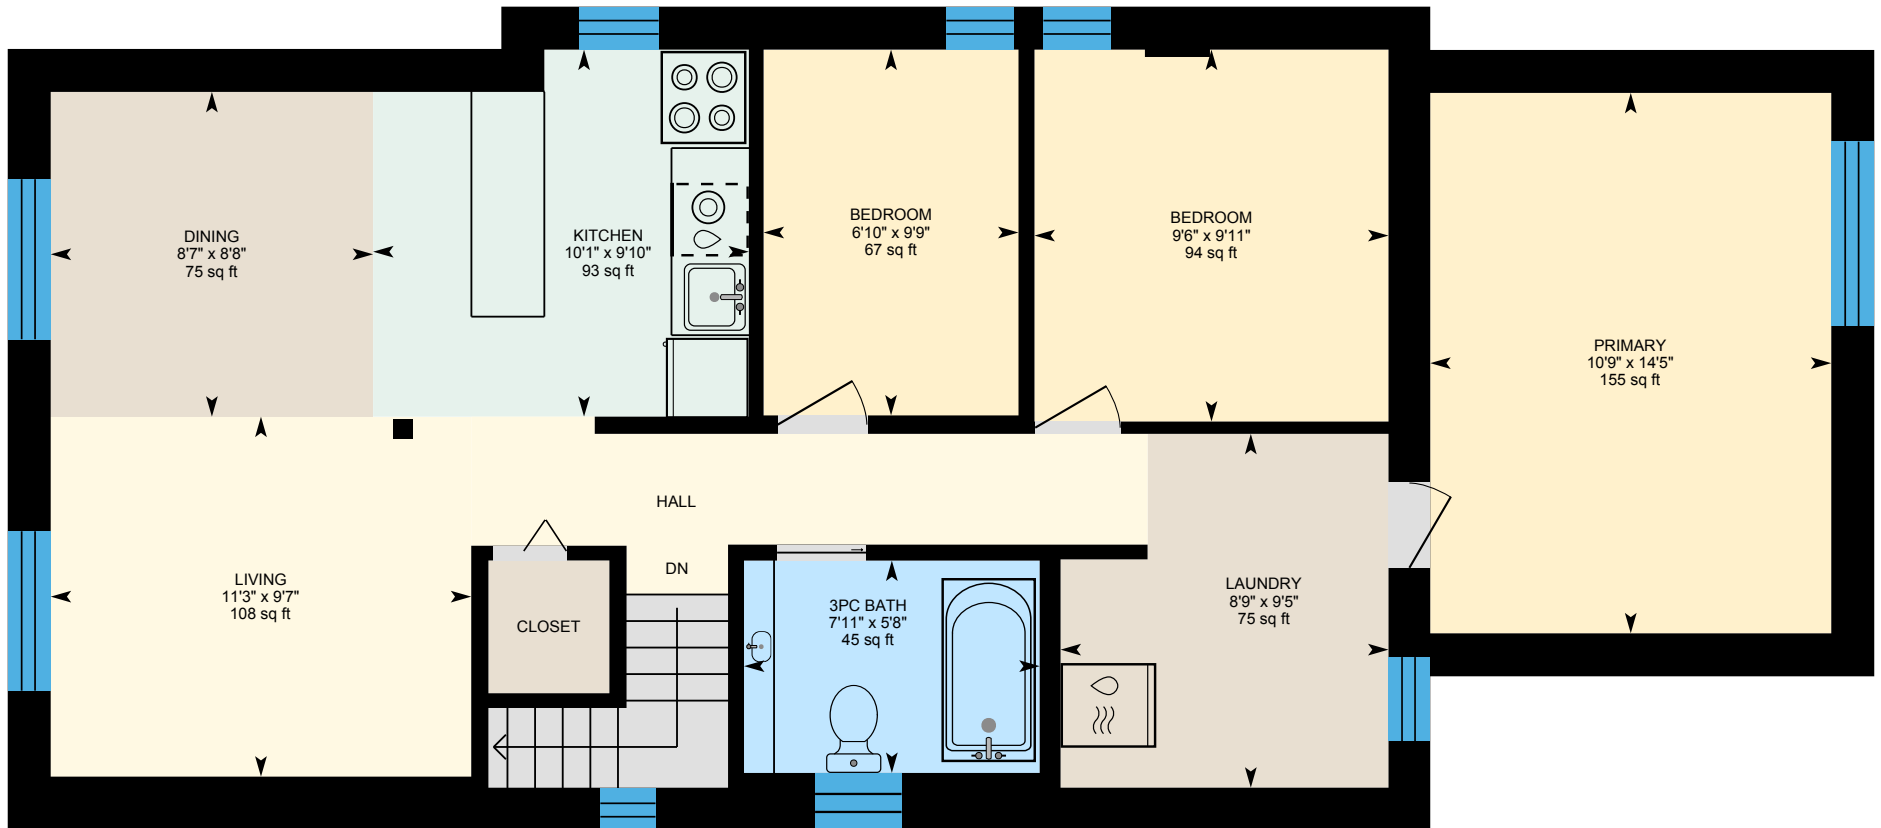 DINING
8'7" x 8'8"
75 sq ft
KITCHEN
10'1" x 9'10"
93 sq ft
BEDROOM
6'10" x 9'9"
67 sq ft
BEDROOM
9'6" x 9'11"
94 sq ft
PRIMARY
10'9" x 14'5"
155 sq ft
HALL
DN
LIVING
11'3" x 9'7"
108 sq ft
CLOSET
3PC BATH
7'11" x 5'8"
45 sq ft
LAUNDRY
8'9" x 9'5"
75 sq ft